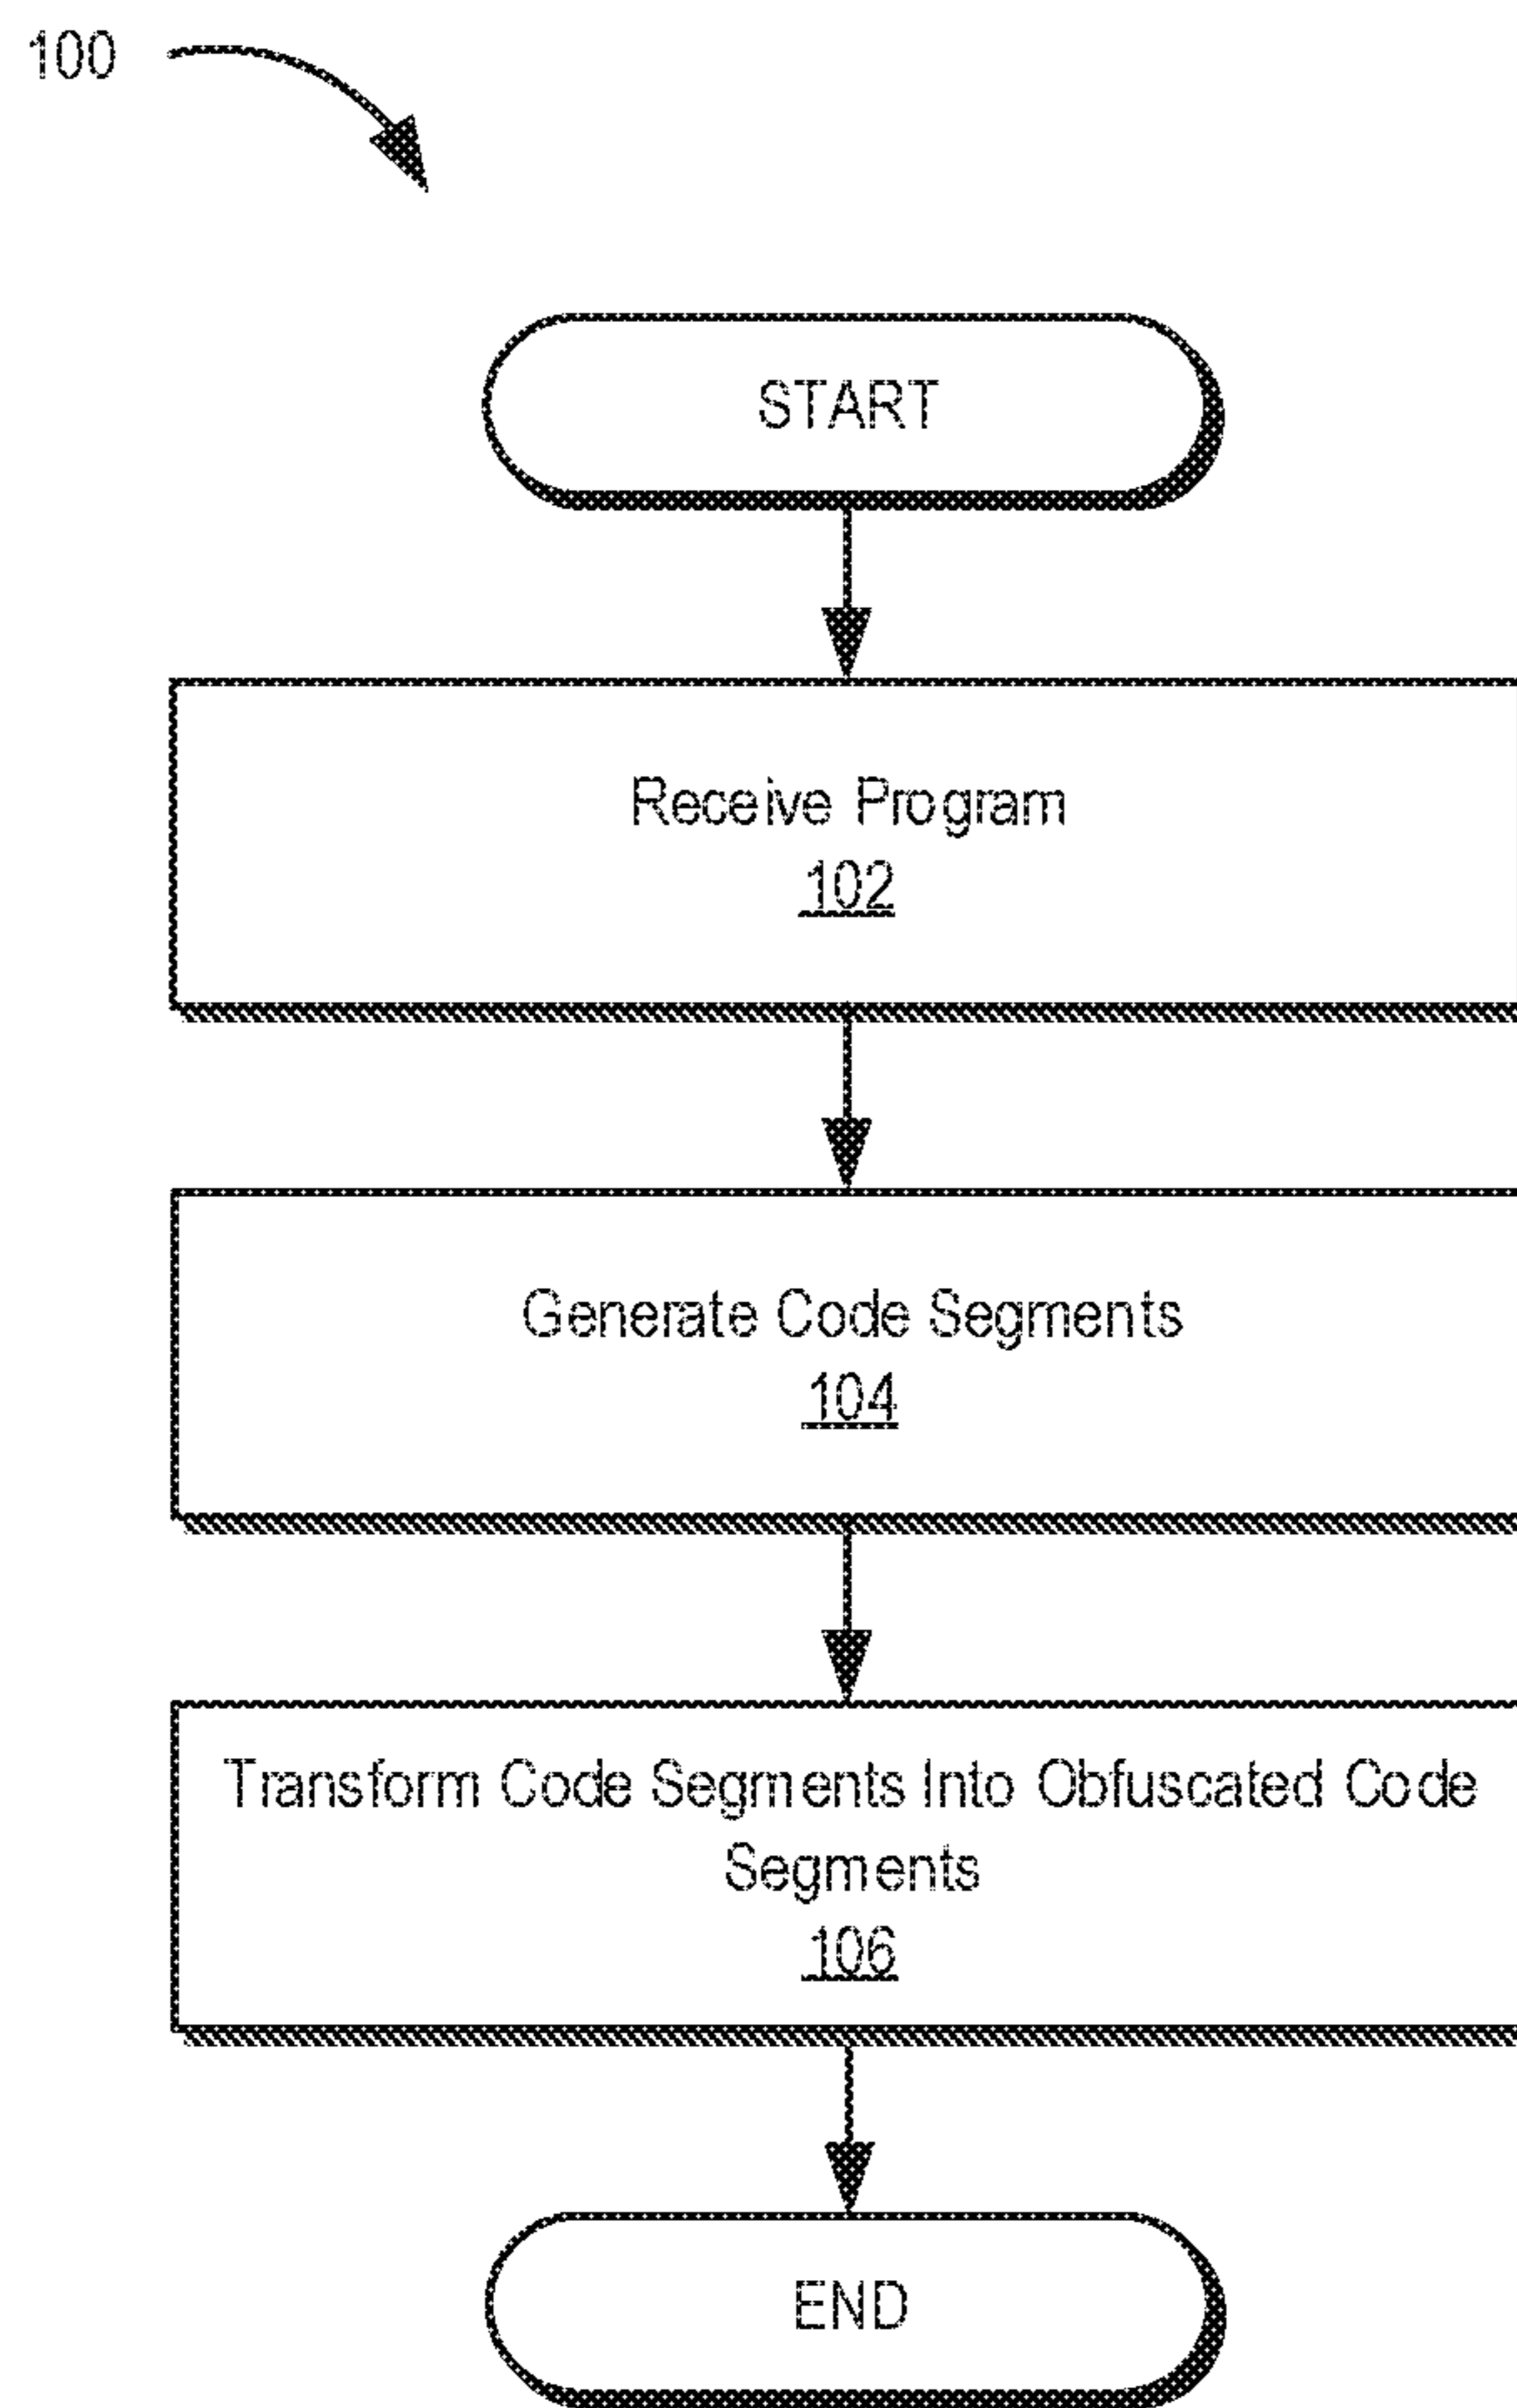 100
START
Receive Program
102
Generate Code Segments
104
Transform Code Segments Into Obfuscated Code
Segments
106
END